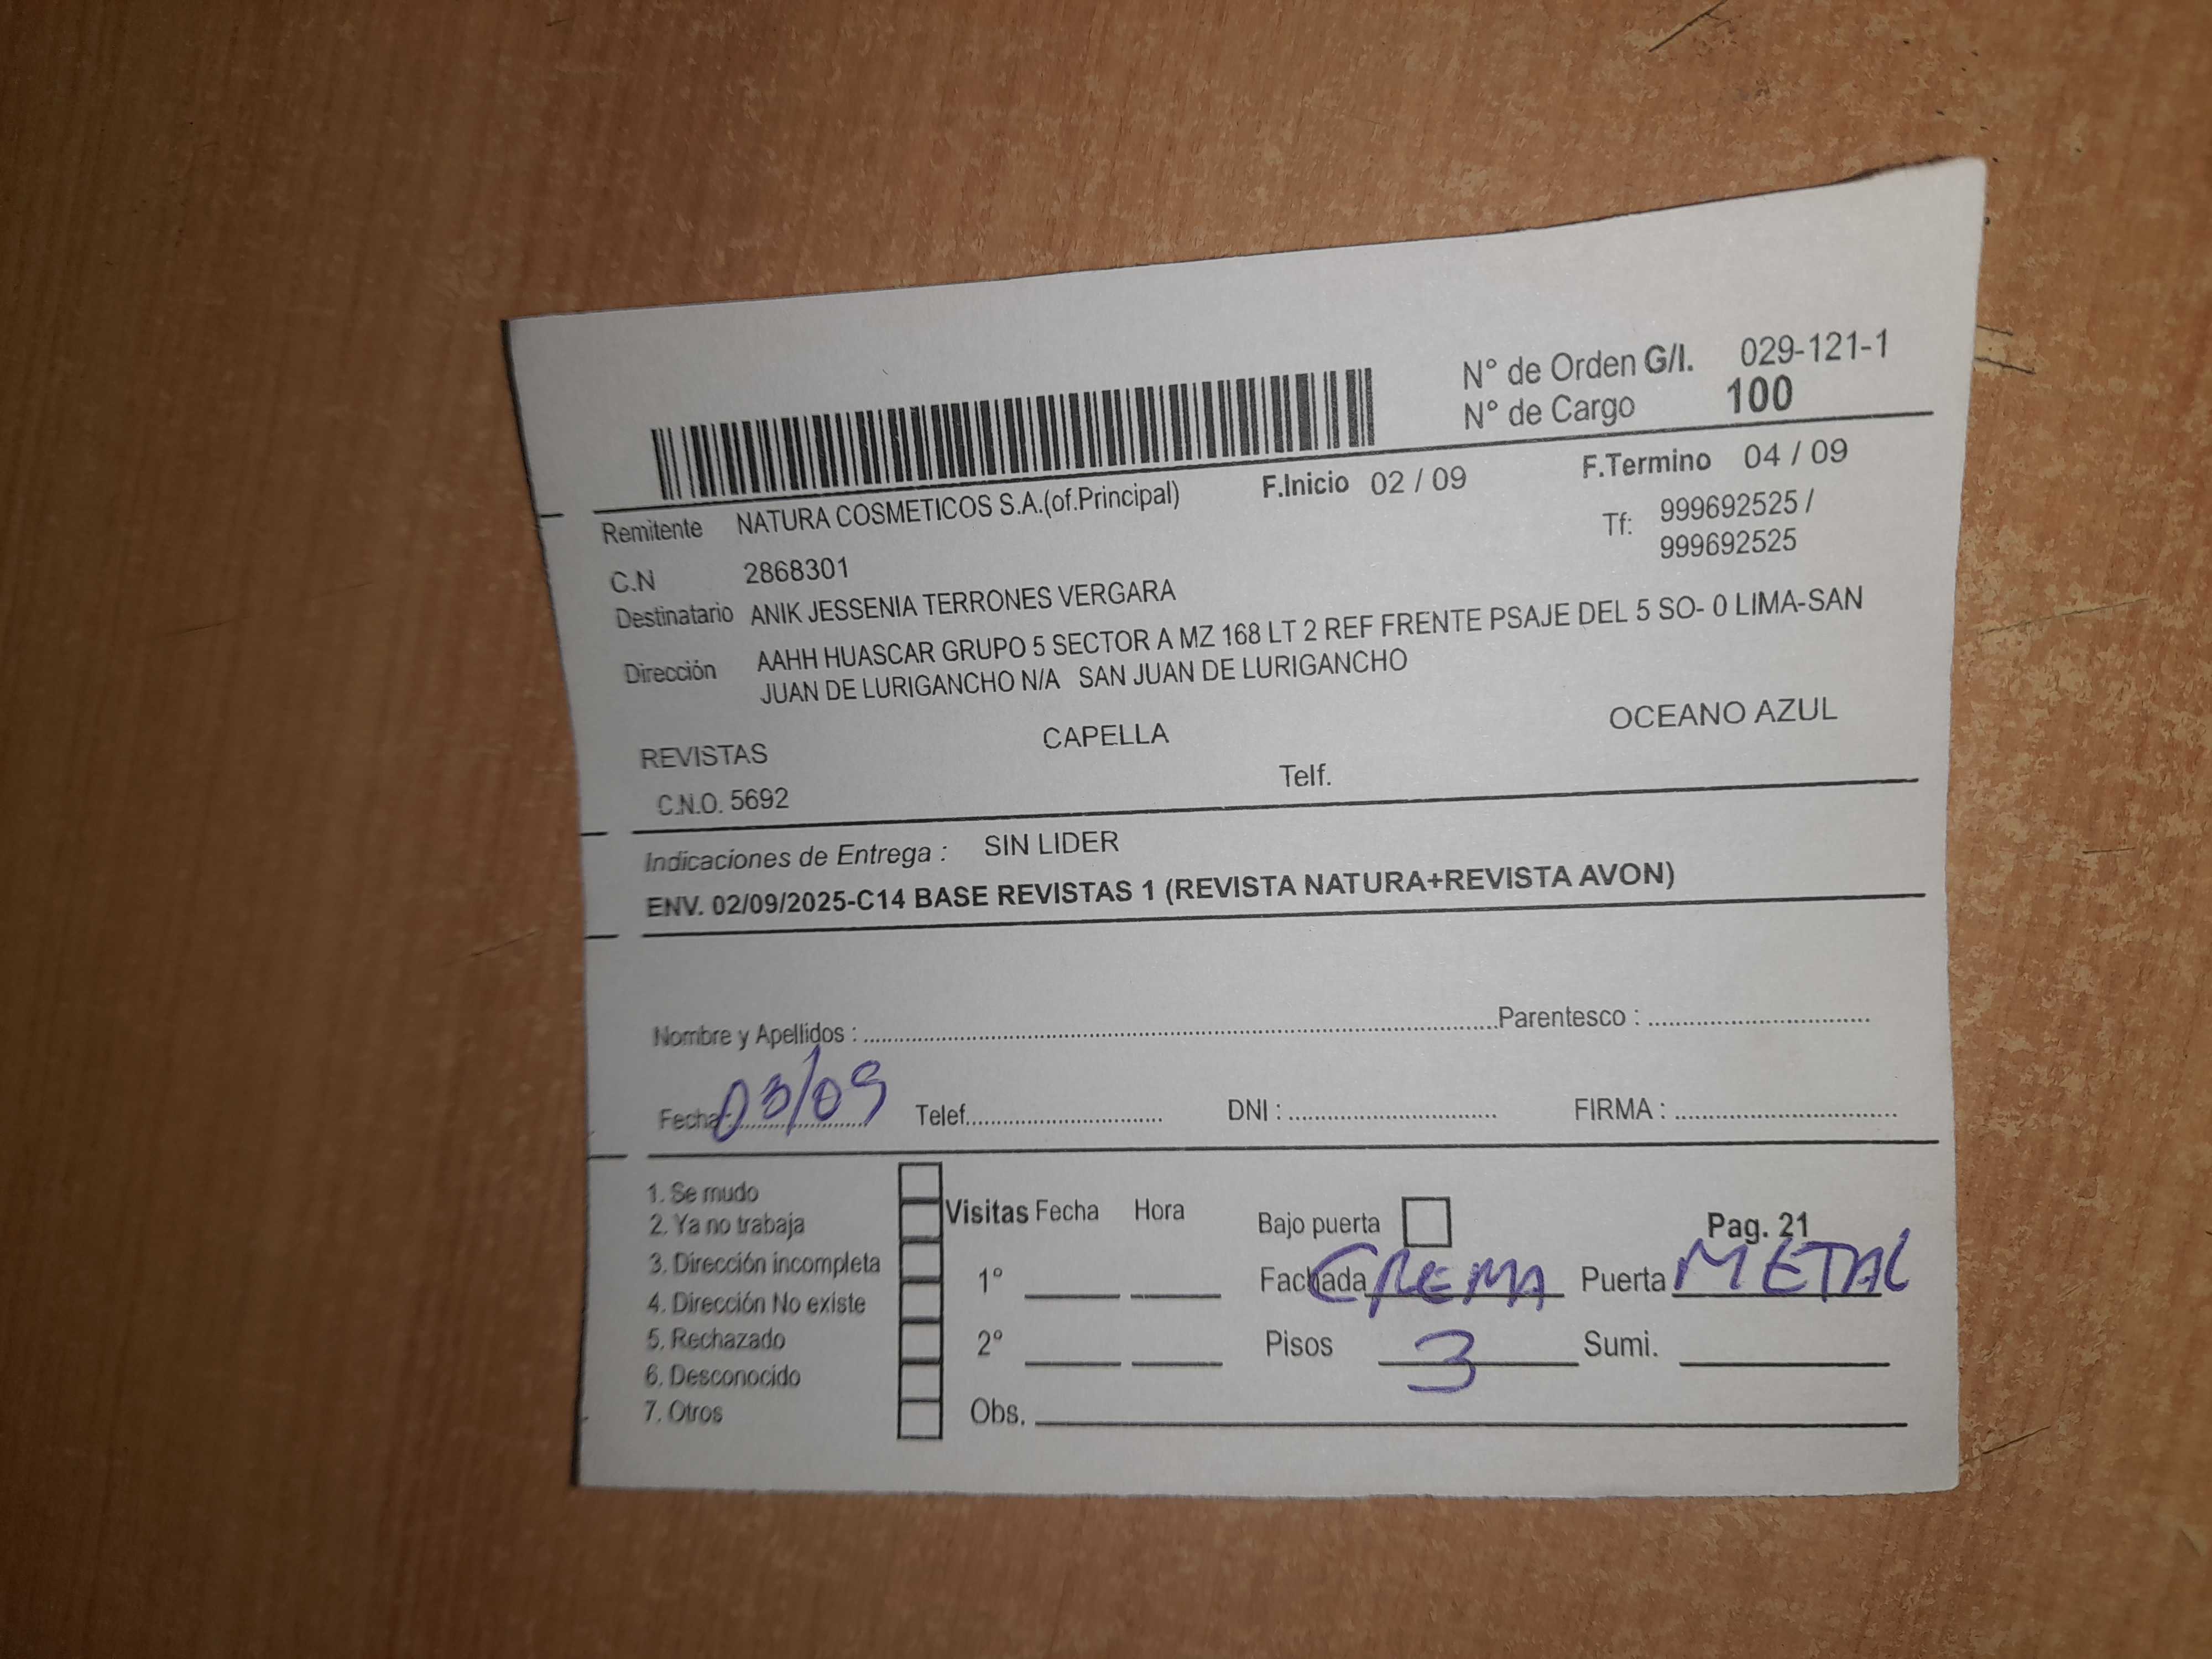 N° de Orden G/I. 029-121-1
N° de Cargo 100
F.Inicio 02 / 09 F.Termino 04 / 09
Remitente NATURA COSMETICOS S.A.(of.Principal) Tf: 999692525 /
999692525
C.N 2868301
Destinatario ANIK JESSENIA TERRONES VERGARA
Dirección AAHH HUASCAR GRUPO 5 SECTOR A MZ 168 LT 2 REF FRENTE PSAJE DEL 5 SO- 0 LIMA-SAN
JUAN DE LURIGANCHO N/A SAN JUAN DE LURIGANCHO
REVISTAS CAPELLA OCEANO AZUL
C.N.O. 5692 Telf.
Indicaciones de Entrega : SIN LIDER
ENV. 02/09/2025-C14 BASE REVISTAS 1 (REVISTA NATURA+REVISTA AVON)
Nombre y Apellidos : Parentesco :
Fecha: 03/09 Telef. DNI : FIRMA :
1. Se mudo
2. Ya no trabaja Visitas Fecha Hora Bajo puerta Pag. 21
3. Dirección incompleta 1° Fachada CREMA Puerta METAL
4. Dirección No existe
5. Rechazado 2° Pisos 3 Sumi.
6. Desconocido
7. Otros Obs.